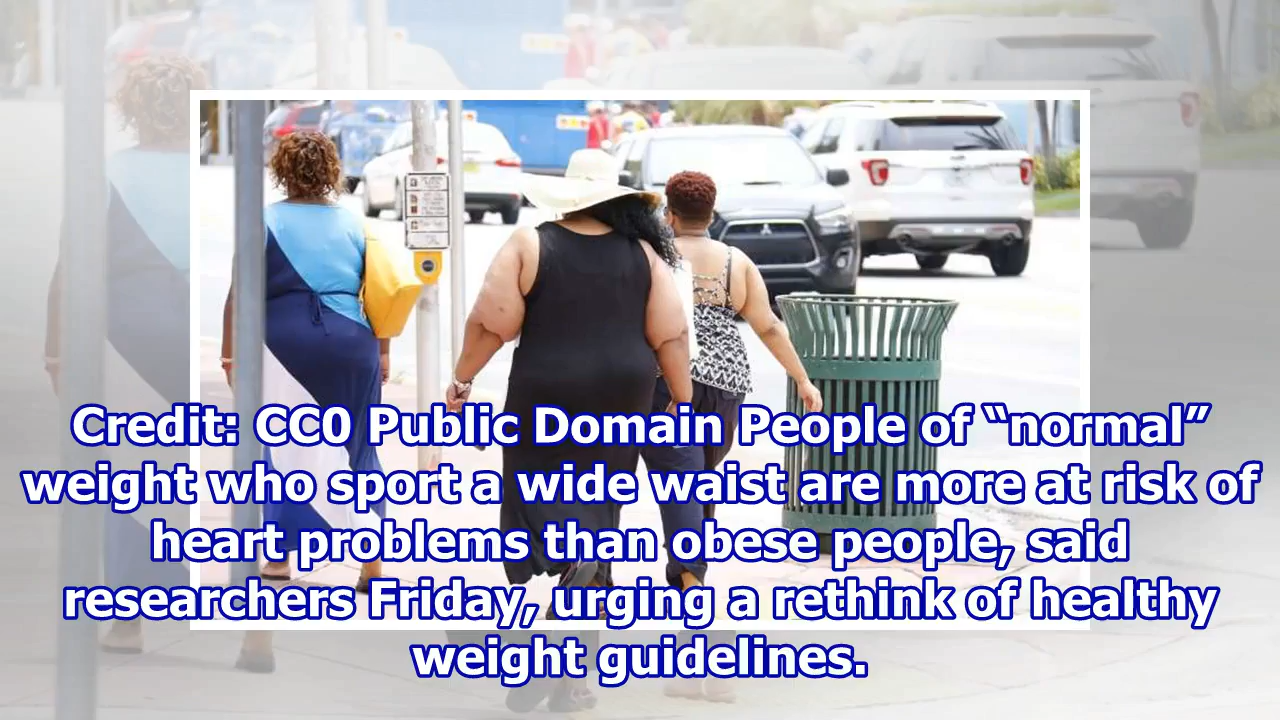 Credit: CC0 Public Domain People of “normal”
weight who sport a wide waist are more at risk of
heart problems than obese people, said
researchers Friday, urging a rethink of healthy
weight guidelines.